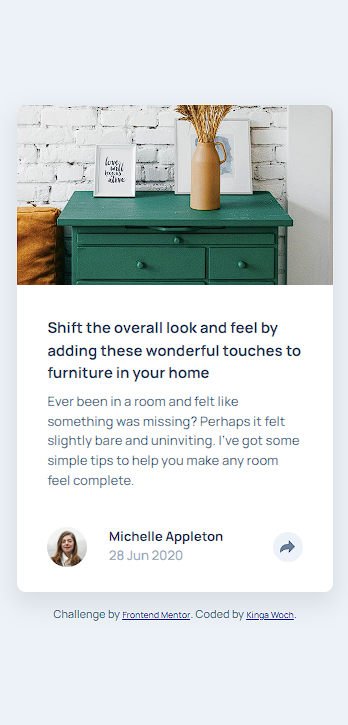 love
will
begin
alive
Shift the overall look and feel by
adding these wonderful touches to
furniture in your home
Ever been in a room and felt like
something was missing? Perhaps it felt
slightly bare and uninviting. I've got some
simple tips to help you make any room
feel complete.
Michelle Appleton
28 Jun 2020
Challenge by Frontend Mentor. Coded by Kinga Woch.